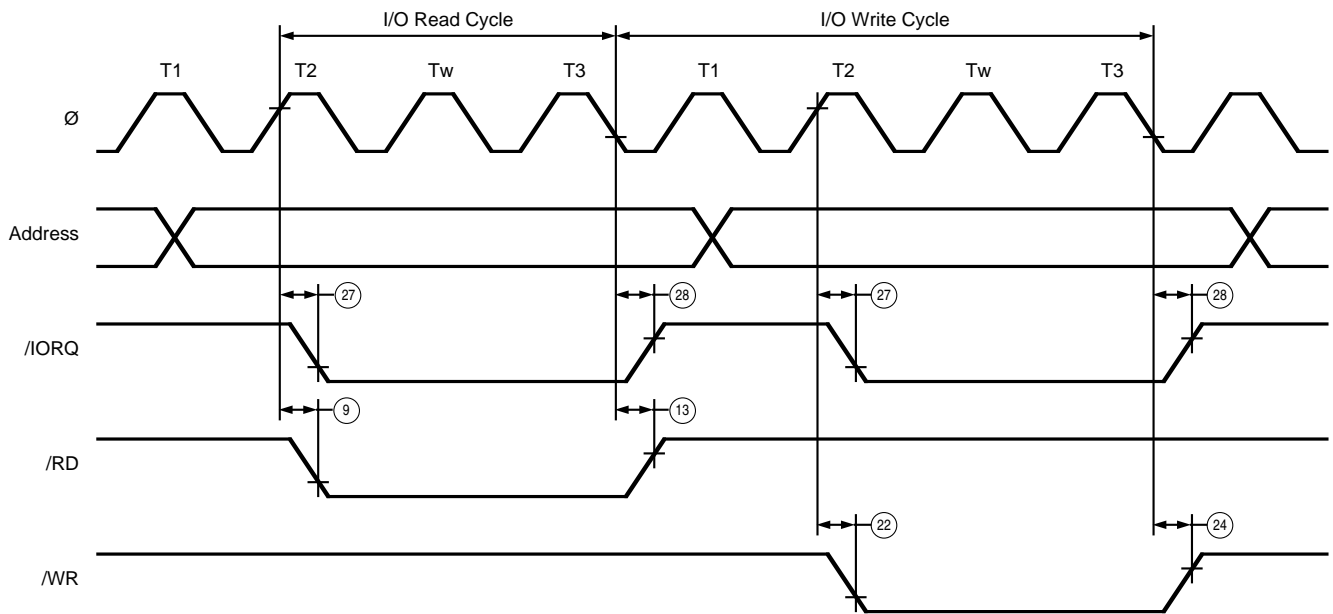 I/O Read Cycle I/O Write Cycle
T1 T2 Tw T3 T1 T2 Tw T3
Ø
Address
27 28 27 28
/IORQ
9 13
/RD
22 24
/WR